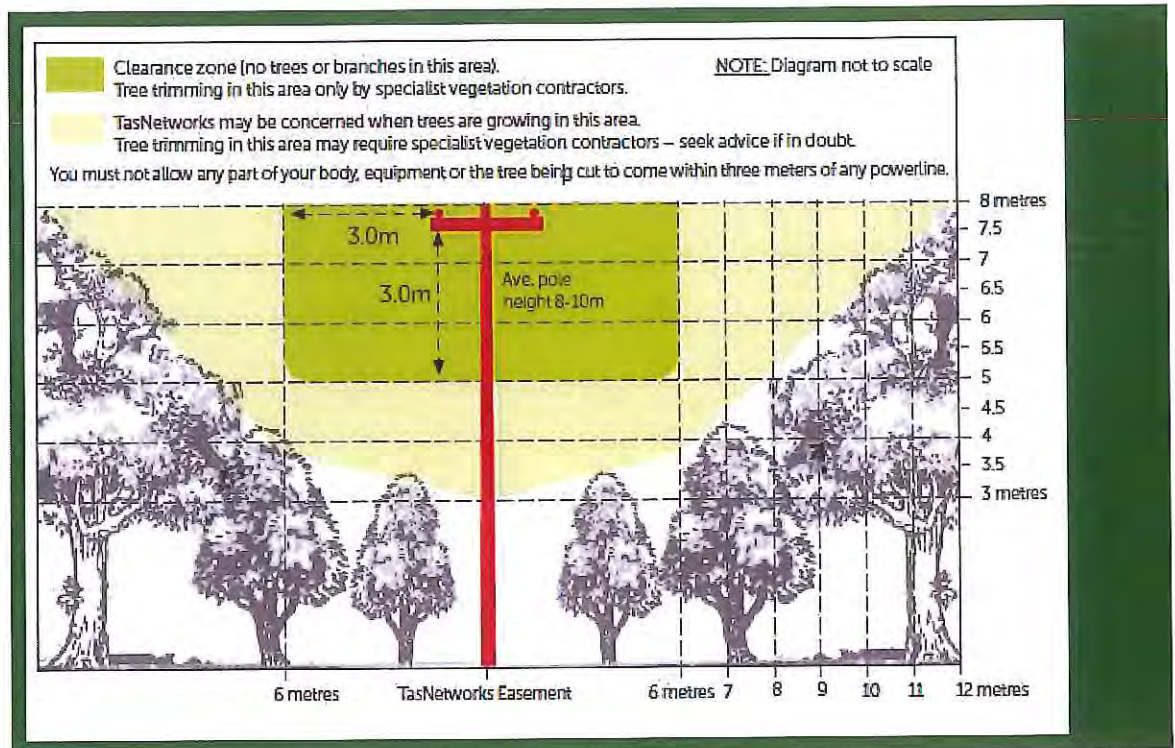 Clearance zone (no trees or branches in this area).
Tree trimming in this area only by specialist vegetation contractors.
NOTE: Diagram not to scale
TasNetworks may be concerned when trees are growing in this area.
Tree trimming in this area may require specialist vegetation contractors – seek advice if in doubt.
You must not allow any part of your body, equipment or the tree being cut to come within three meters of any powerline.
8 metres
7.5
7
6.5
6
5.5
5
4.5
4
3.5
3 metres
3.0m
3.0m
Ave. pole
height 8-10m
6 metres
TasNetworks Easement
6 metres
7
8
9
10
11
12 metres